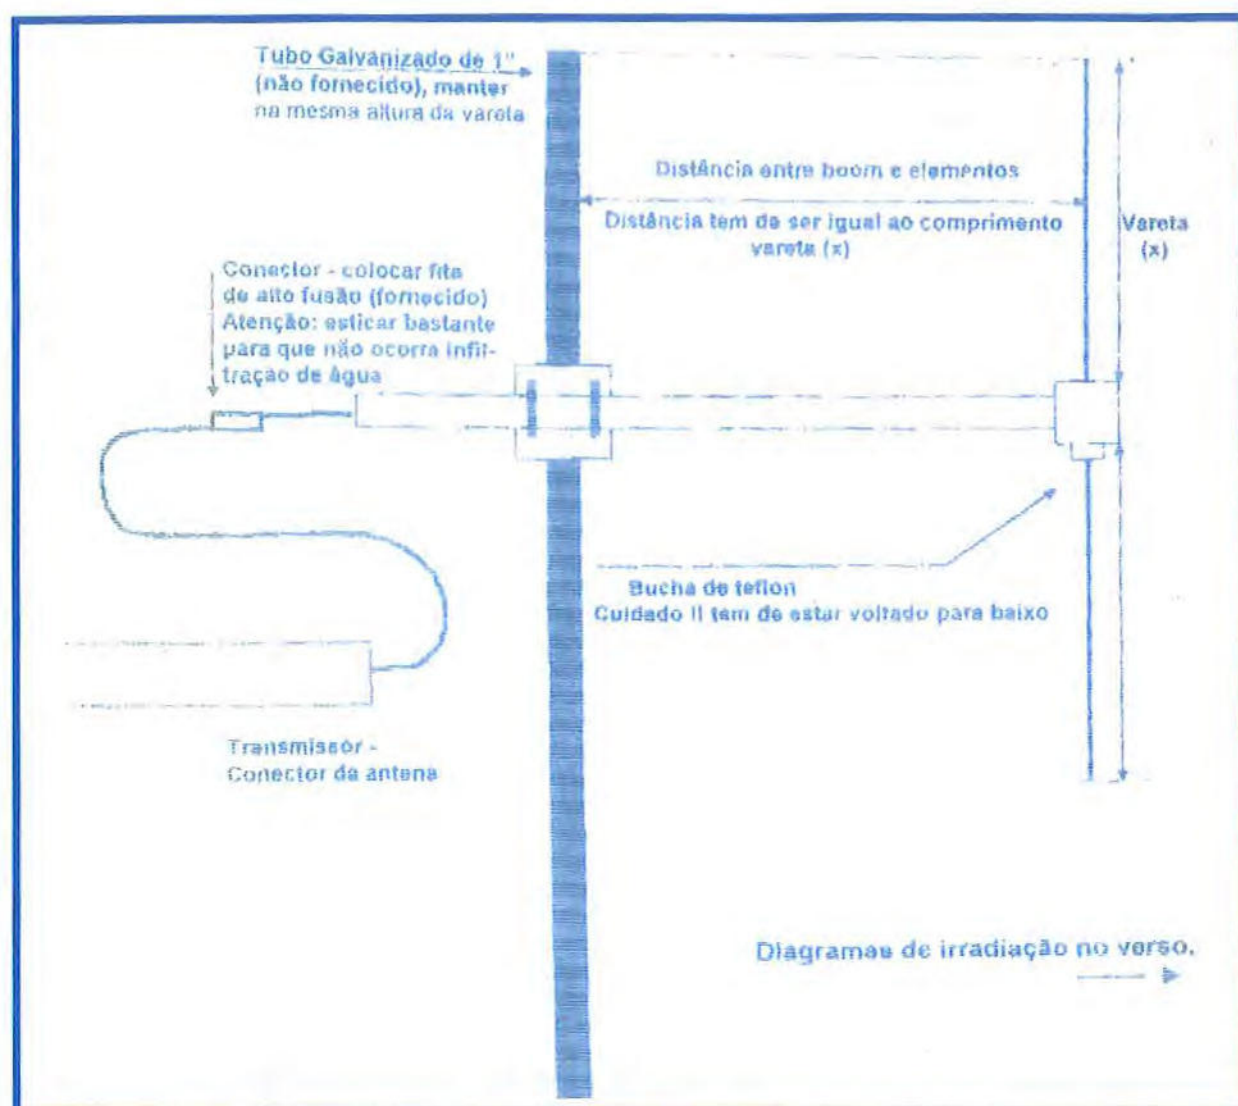 Tubo Galvanizado de 1"
(não fornecido), manter
na mesma altura da vareta
Distância entre boom e elementos
Distância tem de ser igual ao comprimento
vareta (x)
Vareta
(x)
Conector - colocar fita
de alto fusão (fornecido)
Atenção: esticar bastante
para que não ocorra infil-
tração de água
Bucha de teflon
Cuidado !! tem de estar voltado para baixo
Transmissor -
Conector da antena
Diagramas de irradiação no verso.